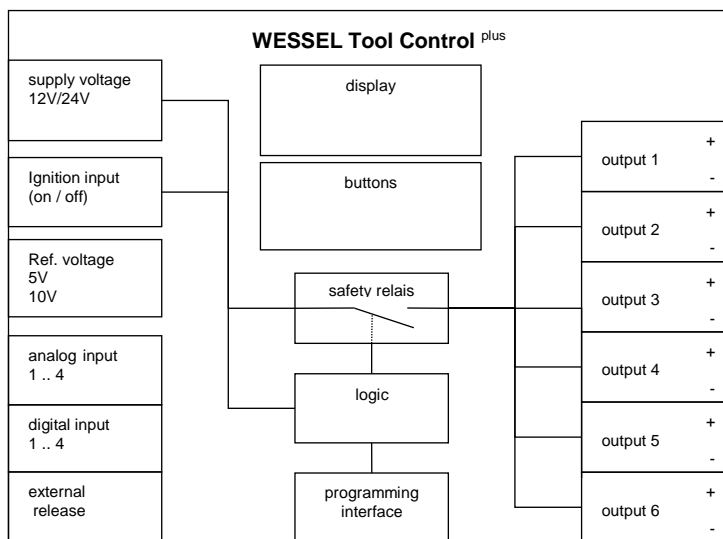 WESSEL Tool Control plus
supply voltage
12V/24V
Ignition input
(on / off)
Ref. voltage
5V
10V
analog input
1 .. 4
digital input
1 .. 4
external
release
display
buttons
safety relais
logic
programming
interface
output 1
+
-
output 2
+
-
output 3
+
-
output 4
+
-
output 5
+
-
output 6
+
-